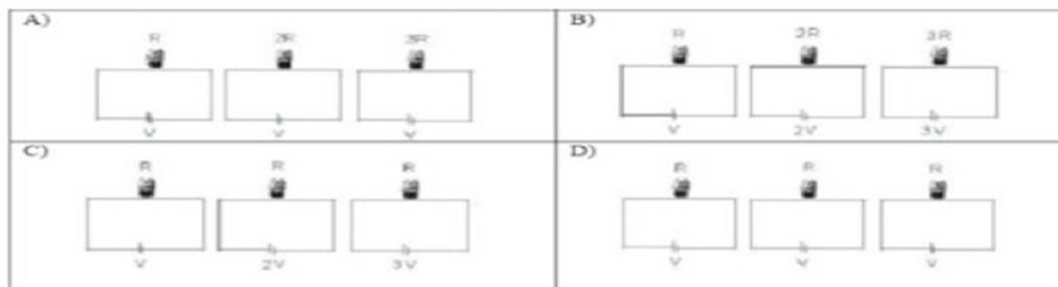 A)
R 2R 3R
V V V
B)
R 2R 3R
V 2V 3V
C)
R R R
V 2V 3V
D)
R R R
V V V